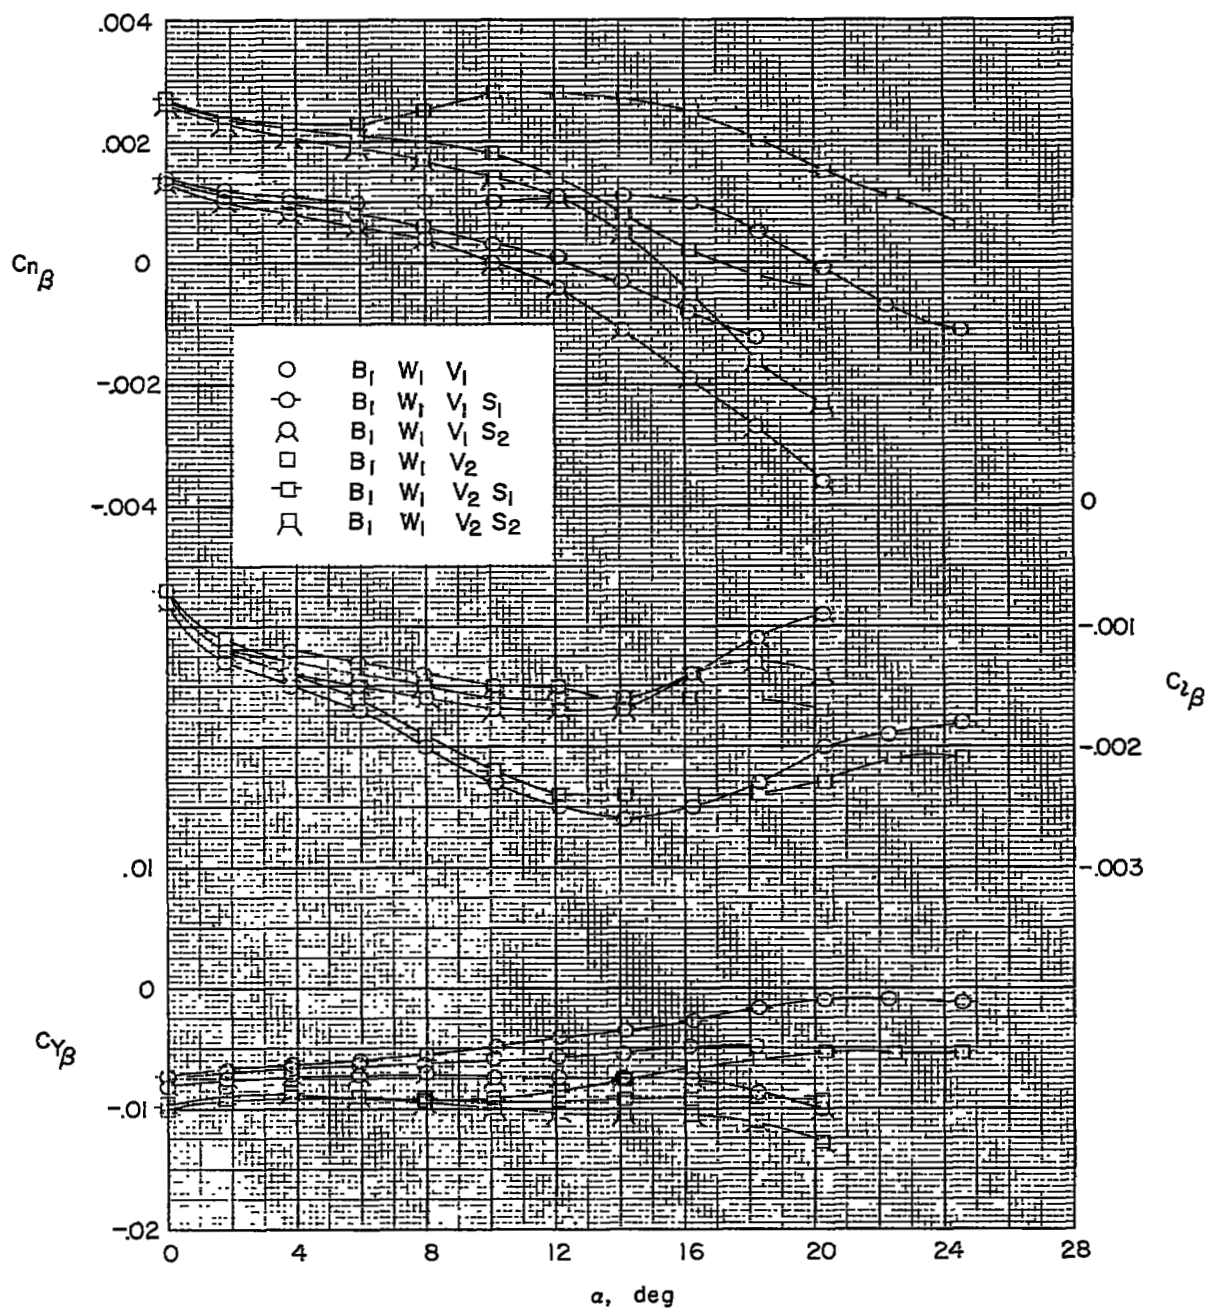 .004
.002
Cnβ
0
-.002
-.004
B1 W1 V1
B1 W1 V1 S1
B1 W1 V1 S2
B1 W1 V2
B1 W1 V2 S1
B1 W1 V2 S2
0
-.001
Clβ
-.002
-.003
.01
0
CYβ
-.01
-.02
0 4 8 12 16 20 24 28
α, deg